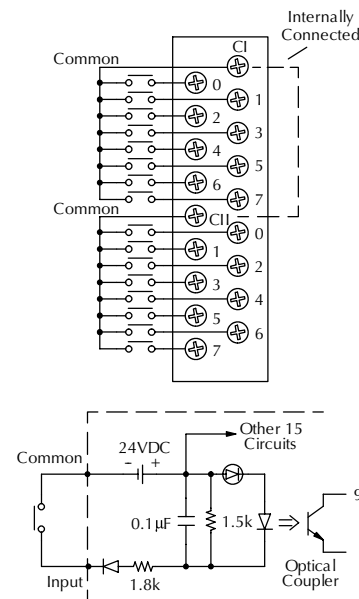 Internally
Connected
CI
Common
0
1
2
3
4
5
6
7
Common
CII
0
1
2
3
4
5
6
7
Other 15
Circuits
24VDC
- +
Common
0.1µF
1.5k
9
Optical
Coupler
Input
1.8k